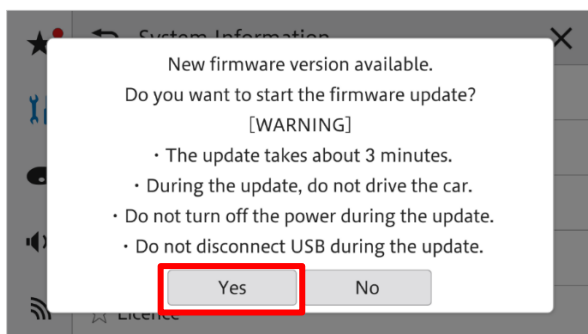 System Information
New firmware version available.
Do you want to start the firmware update?
[WARNING]
・The update takes about 3 minutes.
・During the update, do not drive the car.
・Do not turn off the power during the update.
・Do not disconnect USB during the update.
Yes No
Licence